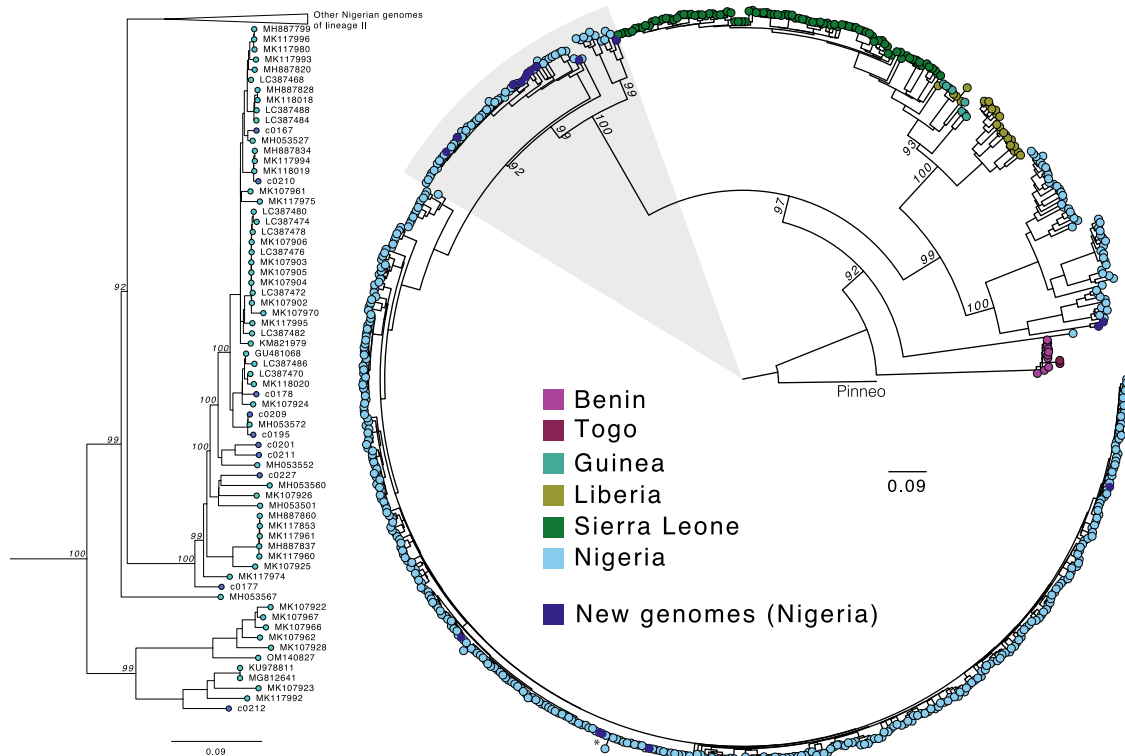 Other Nigerian genomes
of lineage II
MH887799
MK117996
MK117980
MK117993
MH887820
LC387468
MH887828
MK118018
LC387488
LC387484
c0167
MH053527
MH887834
MK117994
MK118019
c0210
MK107961
MK117975
LC387480
LC387474
LC387478
MK107906
LC387476
MK107903
MK107905
MK107904
LC387472
MK107902
MK107970
MK117995
LC387482
KM821979
GU481068
LC387486
LC387470
MK118020
c0178
MK107924
c0209
MH053572
c0195
c0201
c0211
MH053552
c0227
MH053560
MK107926
MH053501
MH887860
MK117853
MK117961
MH887837
MK117960
MK107925
MK117974
c0177
MH053567
MK107922
MK107967
MK107966
MK107962
MK107928
OM140827
KU978811
MG812641
MK107923
MK117992
c0212
92
100
100
100
99
99
100
100
99
0.09
99
100
99
92
93
100
97
99
92
100
Pinneo
Benin
Togo
Guinea
Liberia
Sierra Leone
Nigeria
New genomes (Nigeria)
0.09
*